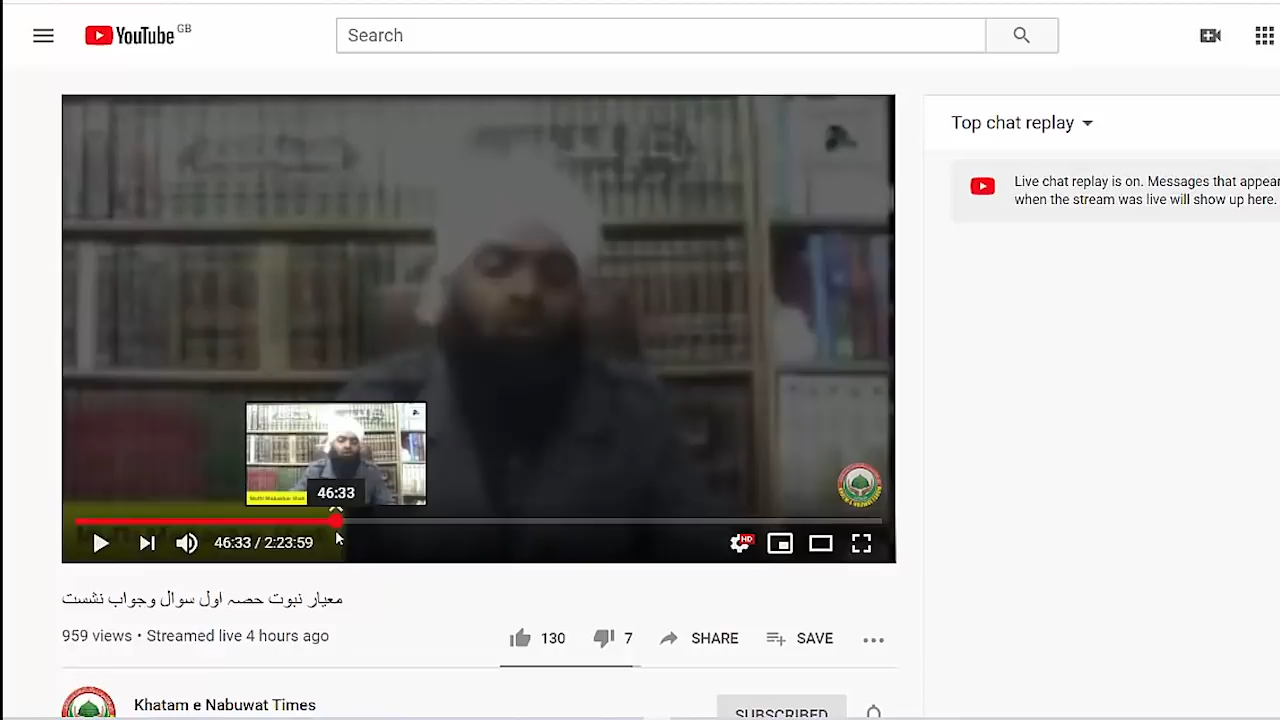 YouTube GB
Search
Top chat replay
Live chat replay is on. Messages that appear
when the stream was live will show up here.
46:33
46:33 / 2:23:59
HD
معیار نبوت حصہ اول سوال وجواب نشست
959 views • Streamed live 4 hours ago
130
7
SHARE
SAVE
Khatam e Nabuwat Times
SUBSCRIBED